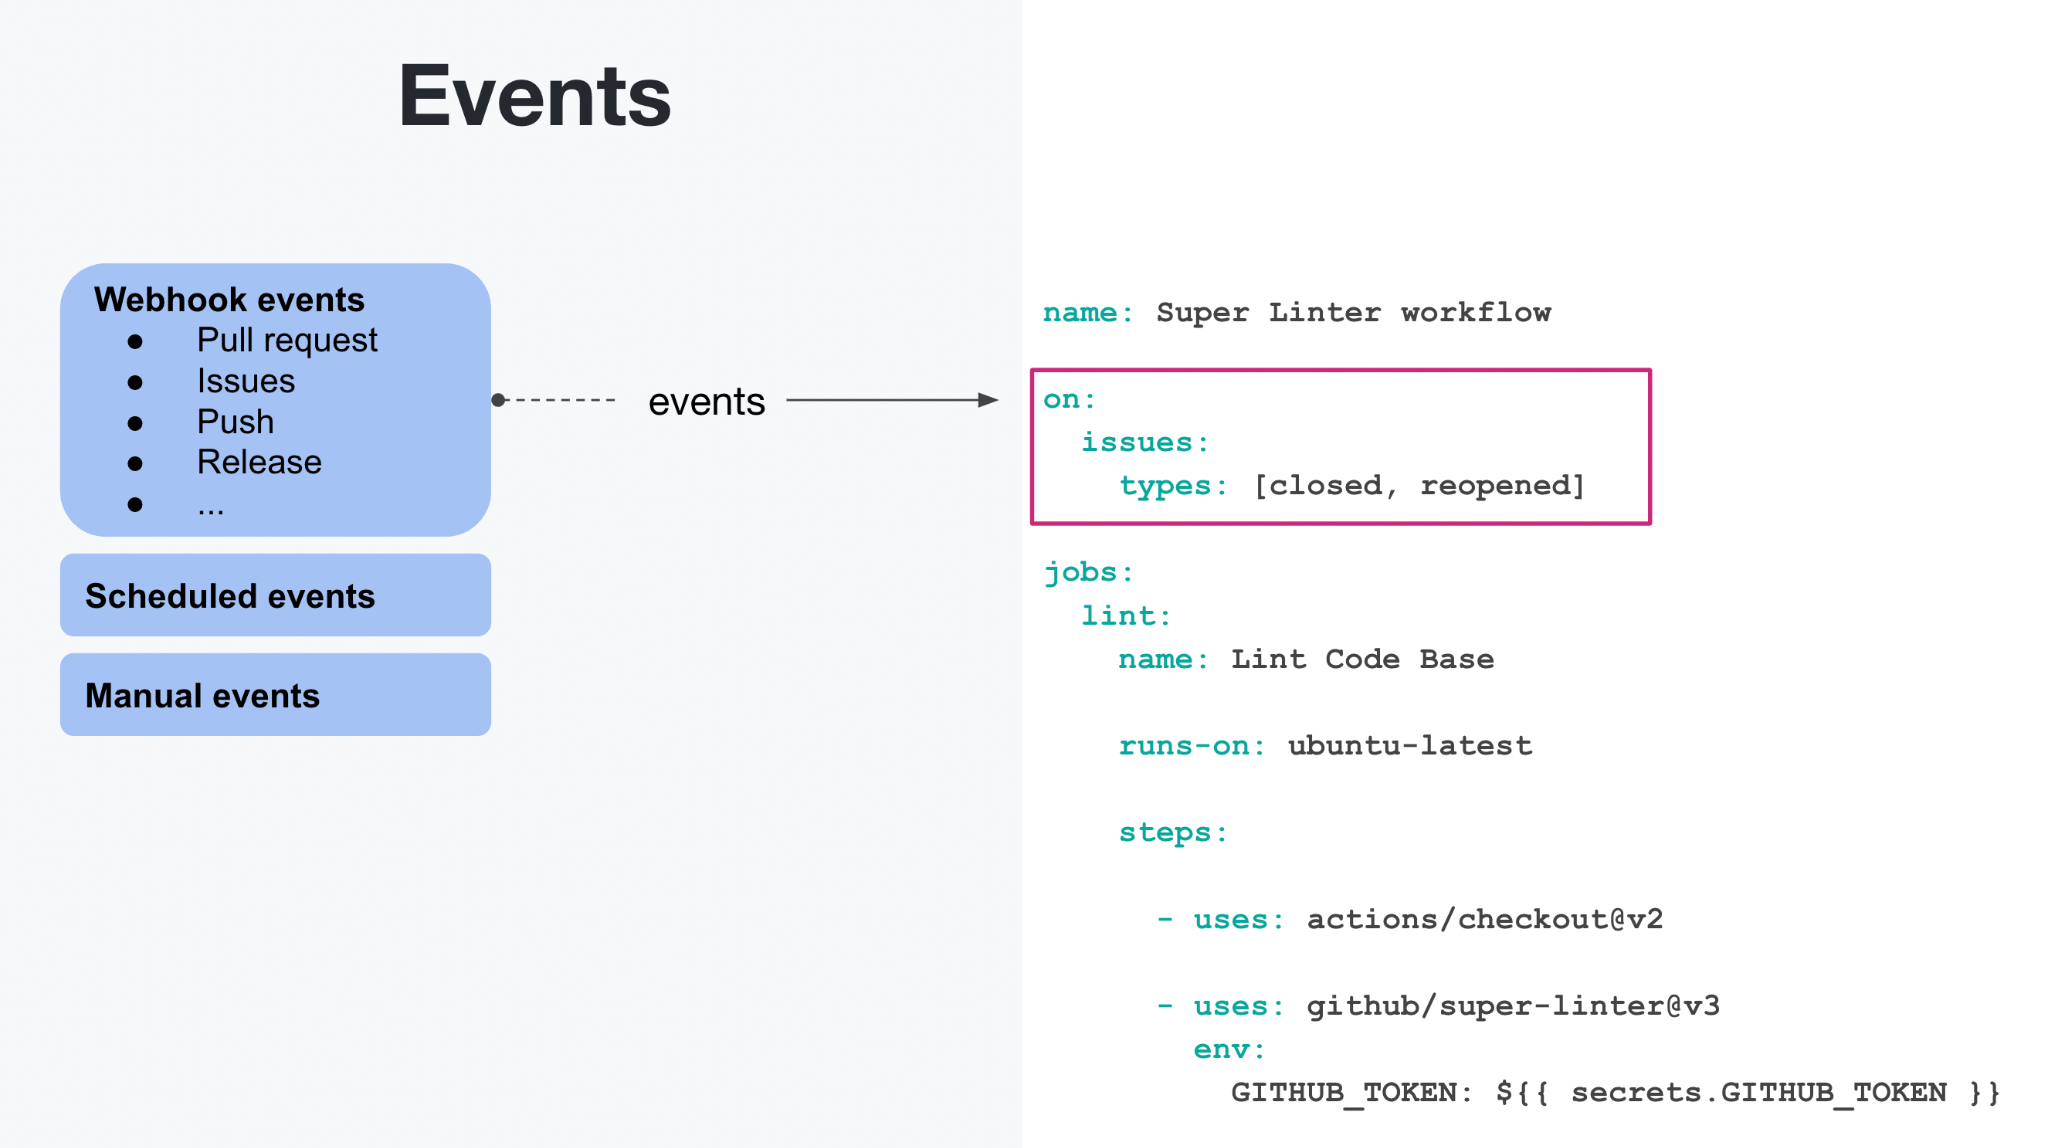 Events
Webhook events
● Pull request
● Issues
● Push
● Release
● ...
Scheduled events
Manual events
events
name: Super Linter workflow
on:
  issues:
    types: [closed, reopened]
jobs:
  lint:
    name: Lint Code Base
    runs-on: ubuntu-latest
    steps:
      - uses: actions/checkout@v2
      - uses: github/super-linter@v3
        env:
          GITHUB_TOKEN: ${{ secrets.GITHUB_TOKEN }}